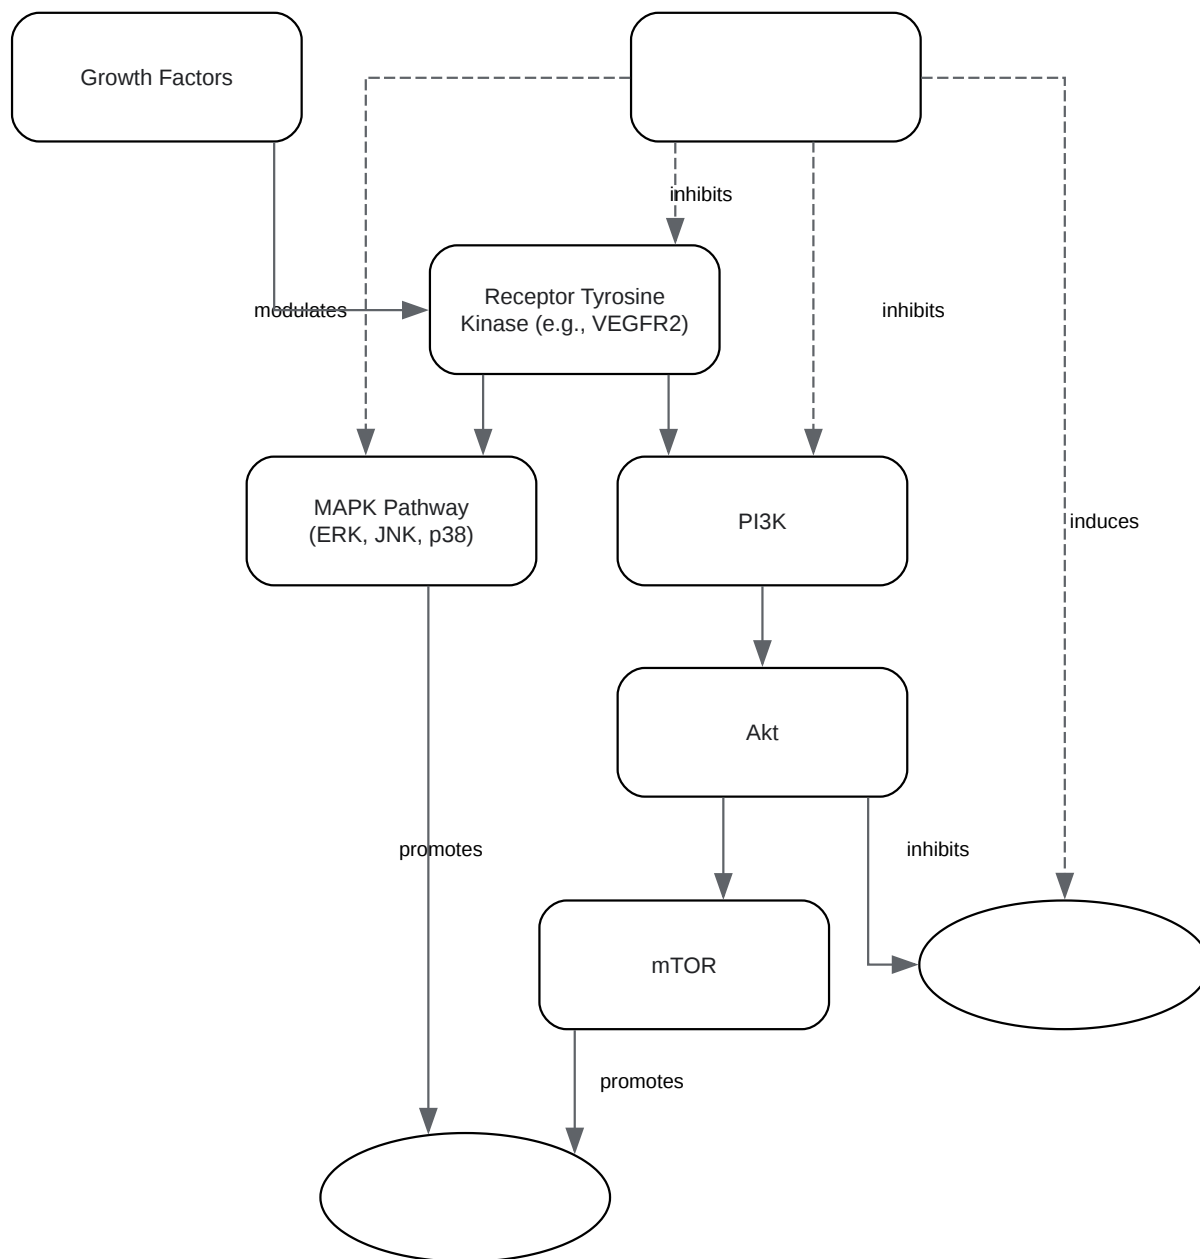 Growth Factors
inhibits
modulates
Receptor Tyrosine
Kinase (e.g., VEGFR2)
inhibits
MAPK Pathway
(ERK, JNK, p38)
PI3K
induces
Akt
promotes
inhibits
mTOR
promotes